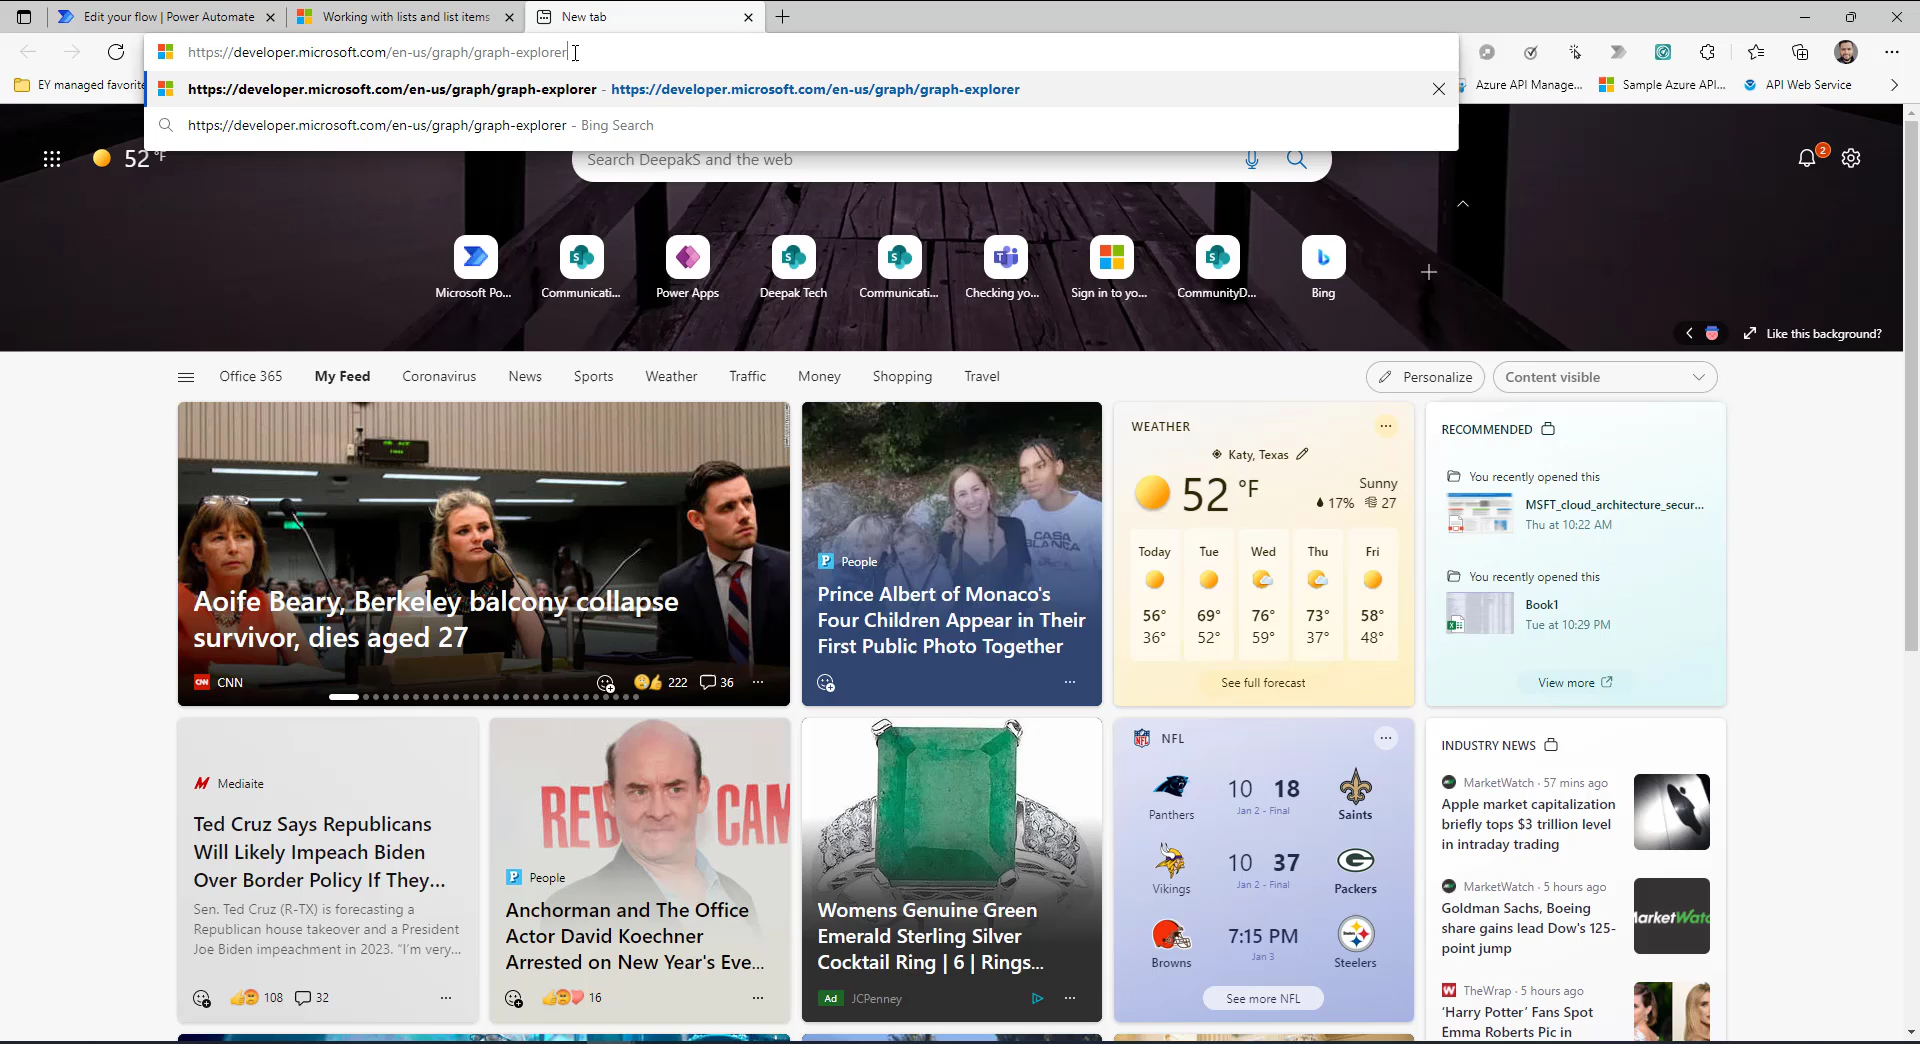 Edit your flow | Power Automate
Working with lists and list items
New tab
https://developer.microsoft.com/en-us/graph/graph-explorer
https://developer.microsoft.com/en-us/graph/graph-explorer - https://developer.microsoft.com/en-us/graph/graph-explorer
https://developer.microsoft.com/en-us/graph/graph-explorer - Bing Search
EY managed favorites
Azure API Manage...
Sample Azure API...
API Web Service
52 °F
Search DeepakS and the web
2
Microsoft Po...
Communicati...
Power Apps
Deepak Tech
Communicati...
Checking yo...
Sign in to yo...
CommunityD...
Bing
Like this background?
Office 365
My Feed
Coronavirus
News
Sports
Weather
Traffic
Money
Shopping
Travel
Personalize
Content visible
Aoife Beary, Berkeley balcony collapse
survivor, dies aged 27
CNN
222
36
CASA
BLANCA
People
Prince Albert of Monaco's
Four Children Appear in Their
First Public Photo Together
WEATHER
Katy, Texas
52 °F
Sunny
17% 27
Today Tue Wed Thu Fri
56° 69° 76° 73° 58°
36° 52° 59° 37° 48°
See full forecast
RECOMMENDED
You recently opened this
MSFT_cloud_architecture_secur...
Thu at 10:22 AM
You recently opened this
Book1
Tue at 10:29 PM
View more
Mediaite
Ted Cruz Says Republicans
Will Likely Impeach Biden
Over Border Policy If They...
Sen. Ted Cruz (R-TX) is forecasting a
Republican house takeover and a President
Joe Biden impeachment in 2023. "I'm very...
108
32
RED CAM
People
Anchorman and The Office
Actor David Koechner
Arrested on New Year's Eve...
16
Womens Genuine Green
Emerald Sterling Silver
Cocktail Ring | 6 | Rings...
Ad JCPenney
NFL
10 18
Panthers Jan 2 - Final Saints
10 37
Vikings Jan 2 - Final Packers
7:15 PM
Browns Jan 3 Steelers
See more NFL
INDUSTRY NEWS
MarketWatch · 57 mins ago
Apple market capitalization
briefly tops $3 trillion level
in intraday trading
MarketWatch · 5 hours ago
Goldman Sachs, Boeing
share gains lead Dow's 125-
point jump
MarketWatc
TheWrap · 5 hours ago
'Harry Potter' Fans Spot
Emma Roberts Pic in